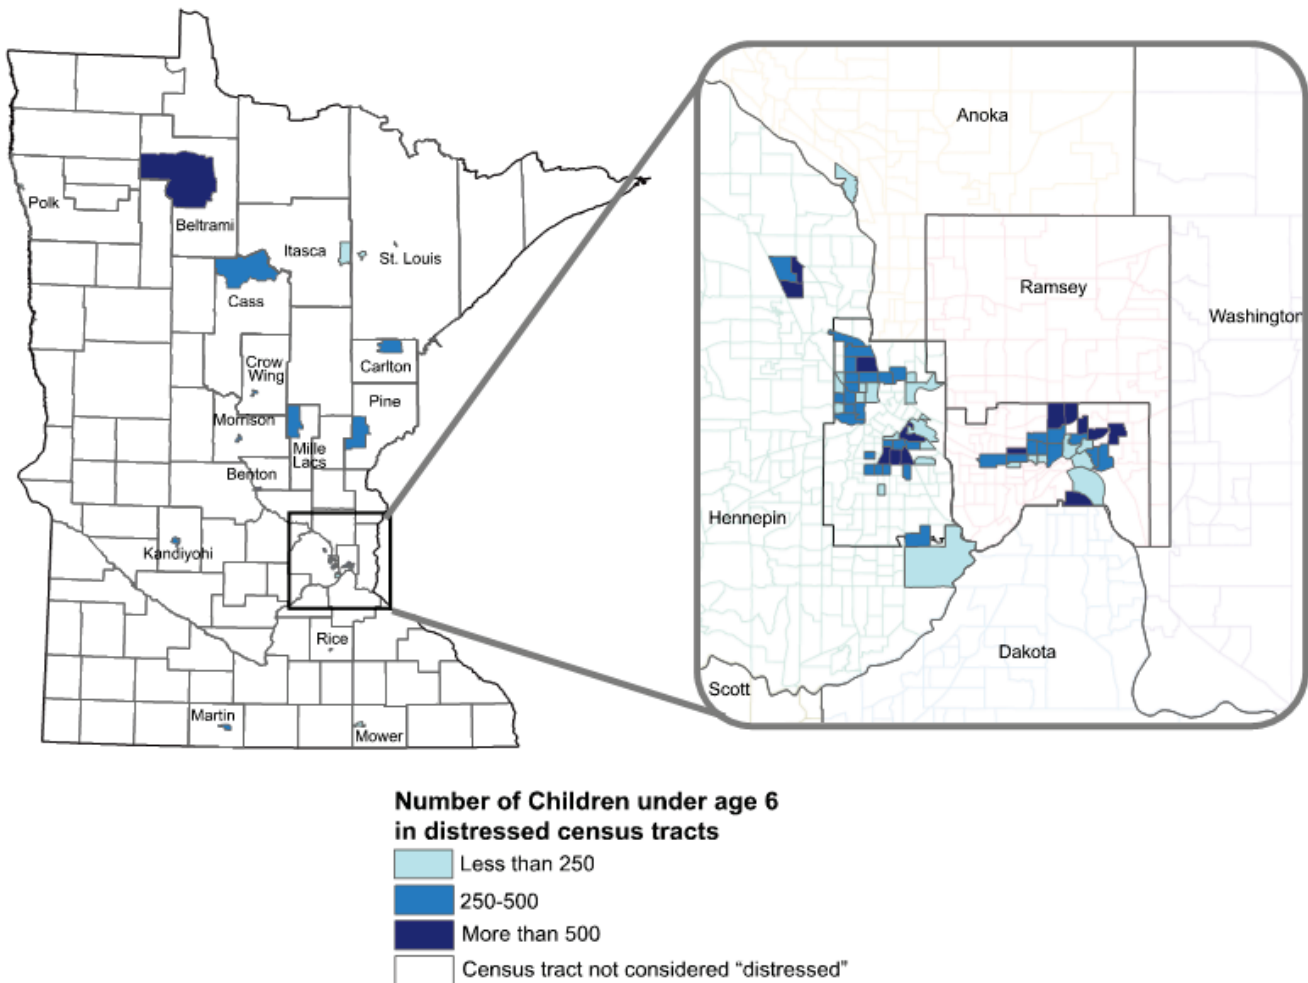 Polk
Beltrami
Itasca
St. Louis
Cass
Crow
Wing
Carlton
Pine
Morrison
Mille
Lacs
Benton
Kandiyohi
Rice
Martin
Mower
Anoka
Ramsey
Washington
Hennepin
Dakota
Scott
Number of Children under age 6
in distressed census tracts
Less than 250
250-500
More than 500
Census tract not considered “distressed”